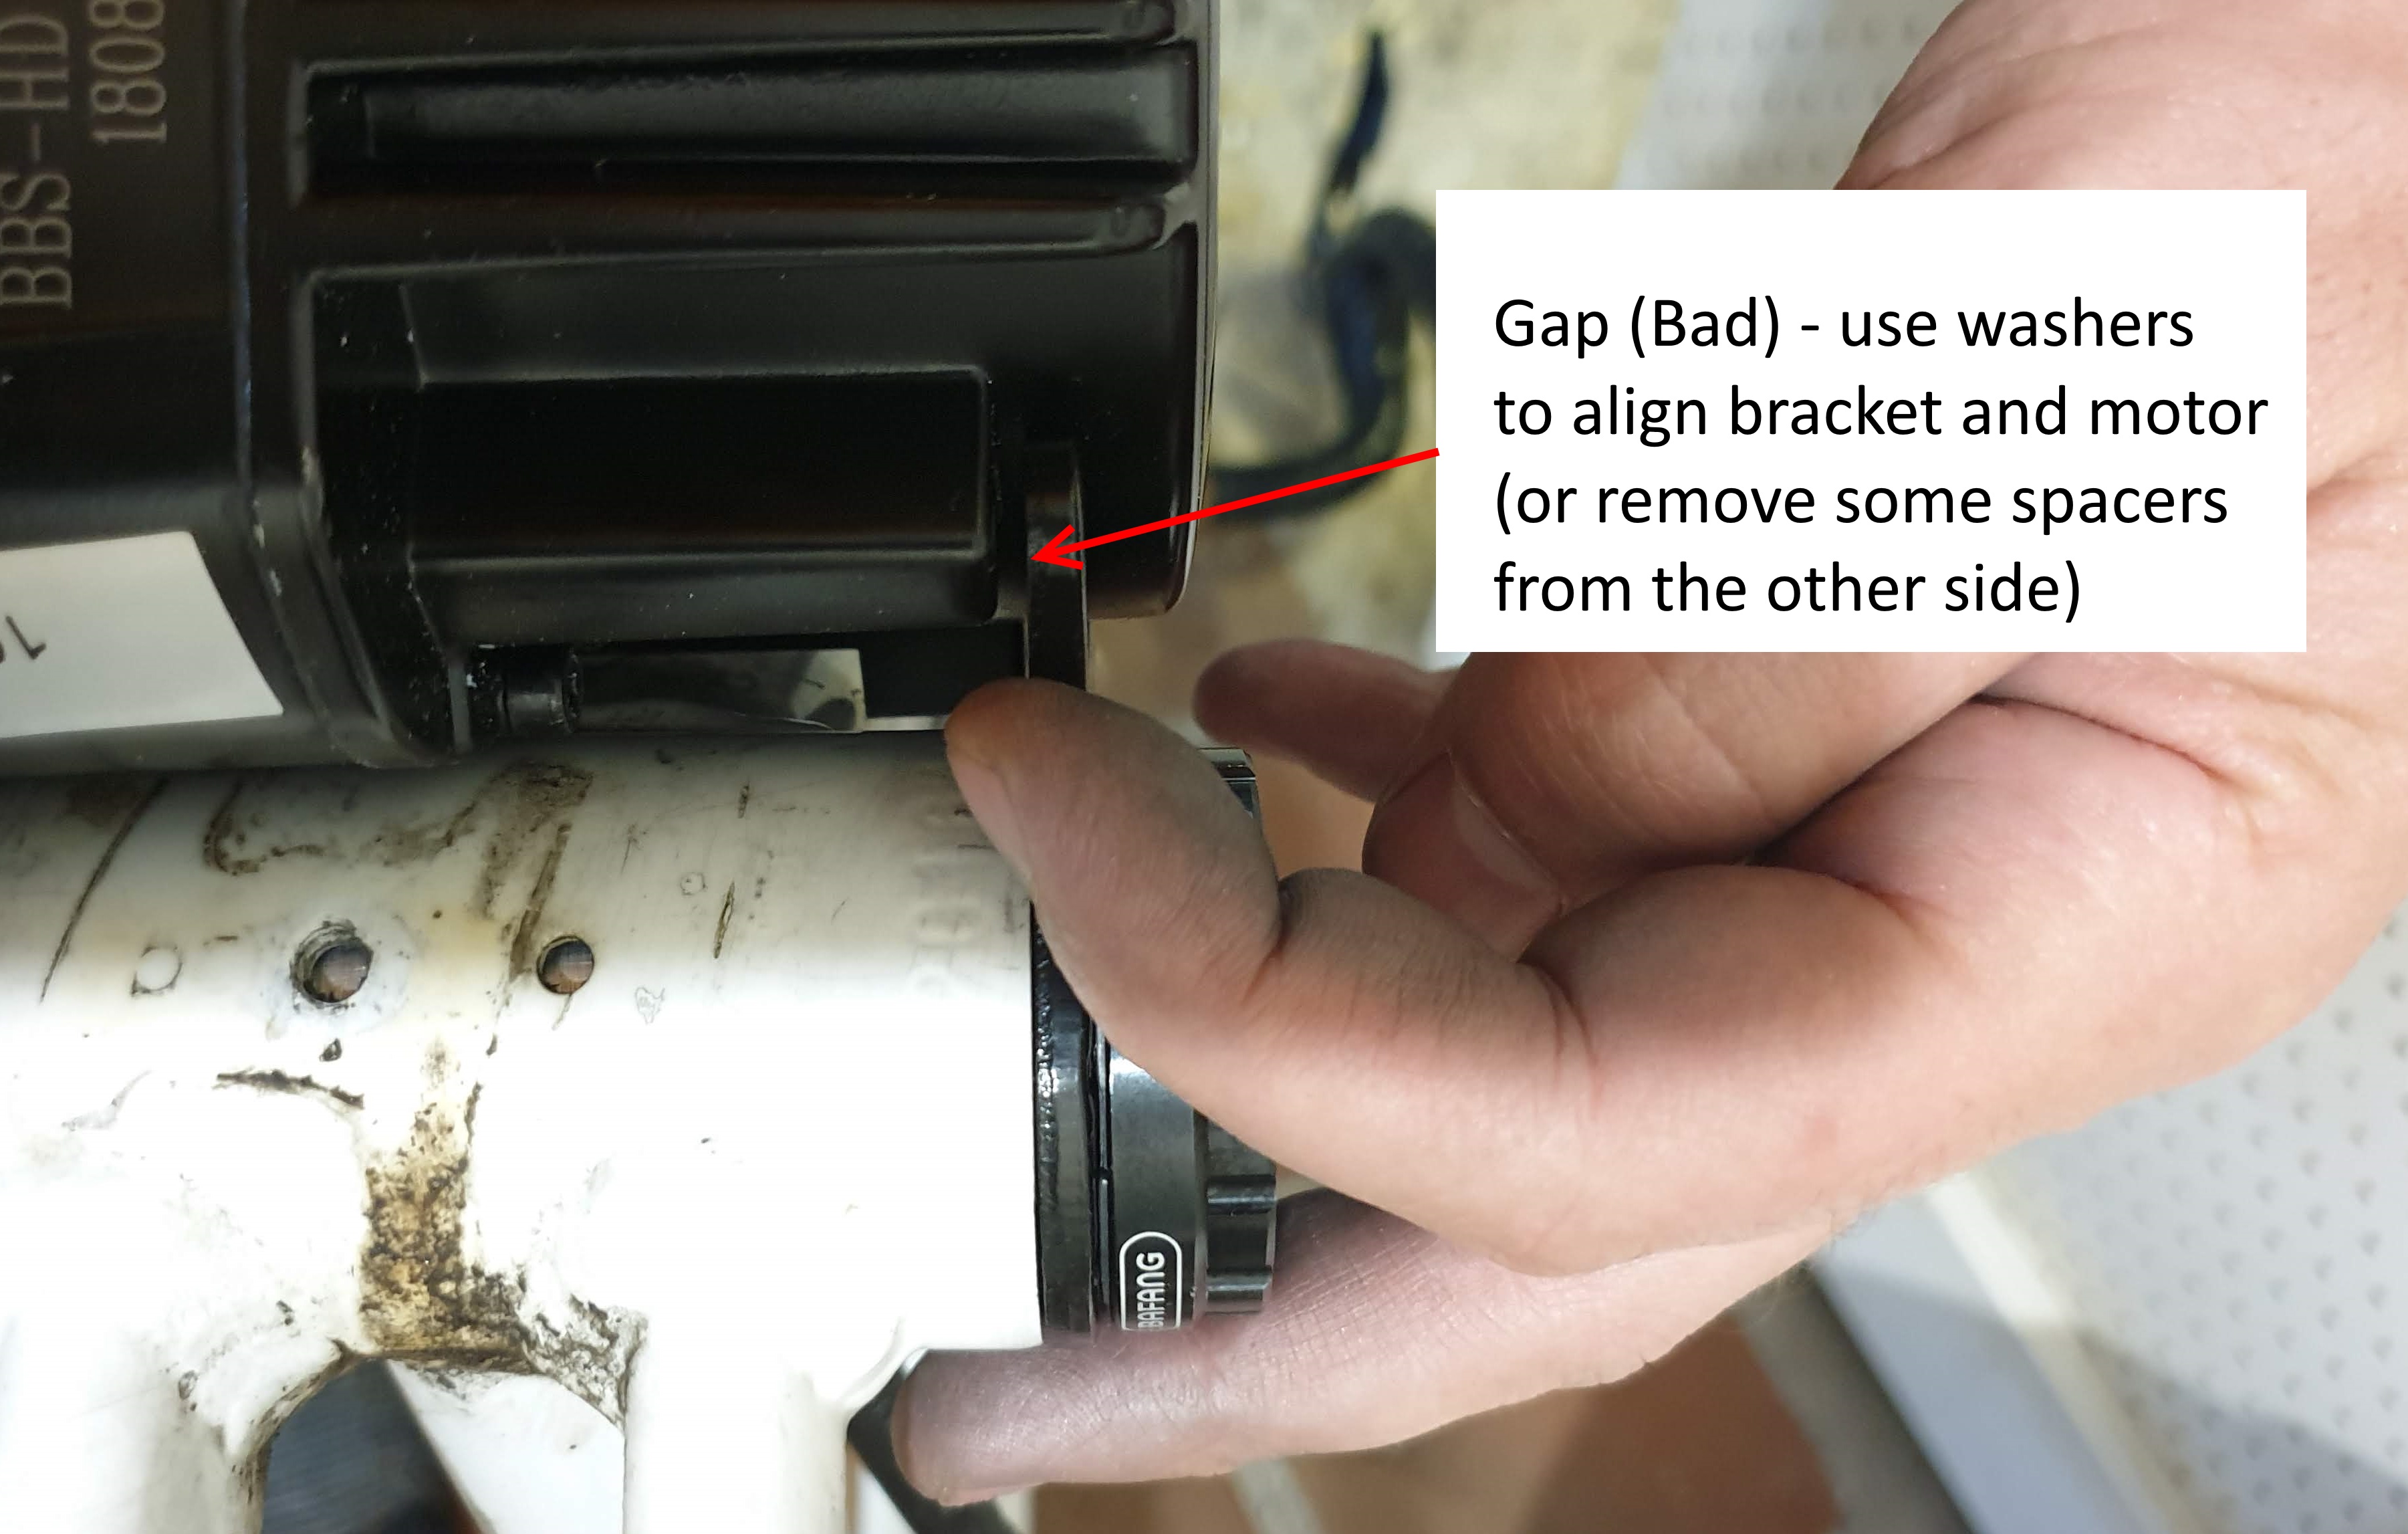 BBS-HD
1808
Gap (Bad) - use washers
to align bracket and motor
(or remove some spacers
from the other side)
BAFANG